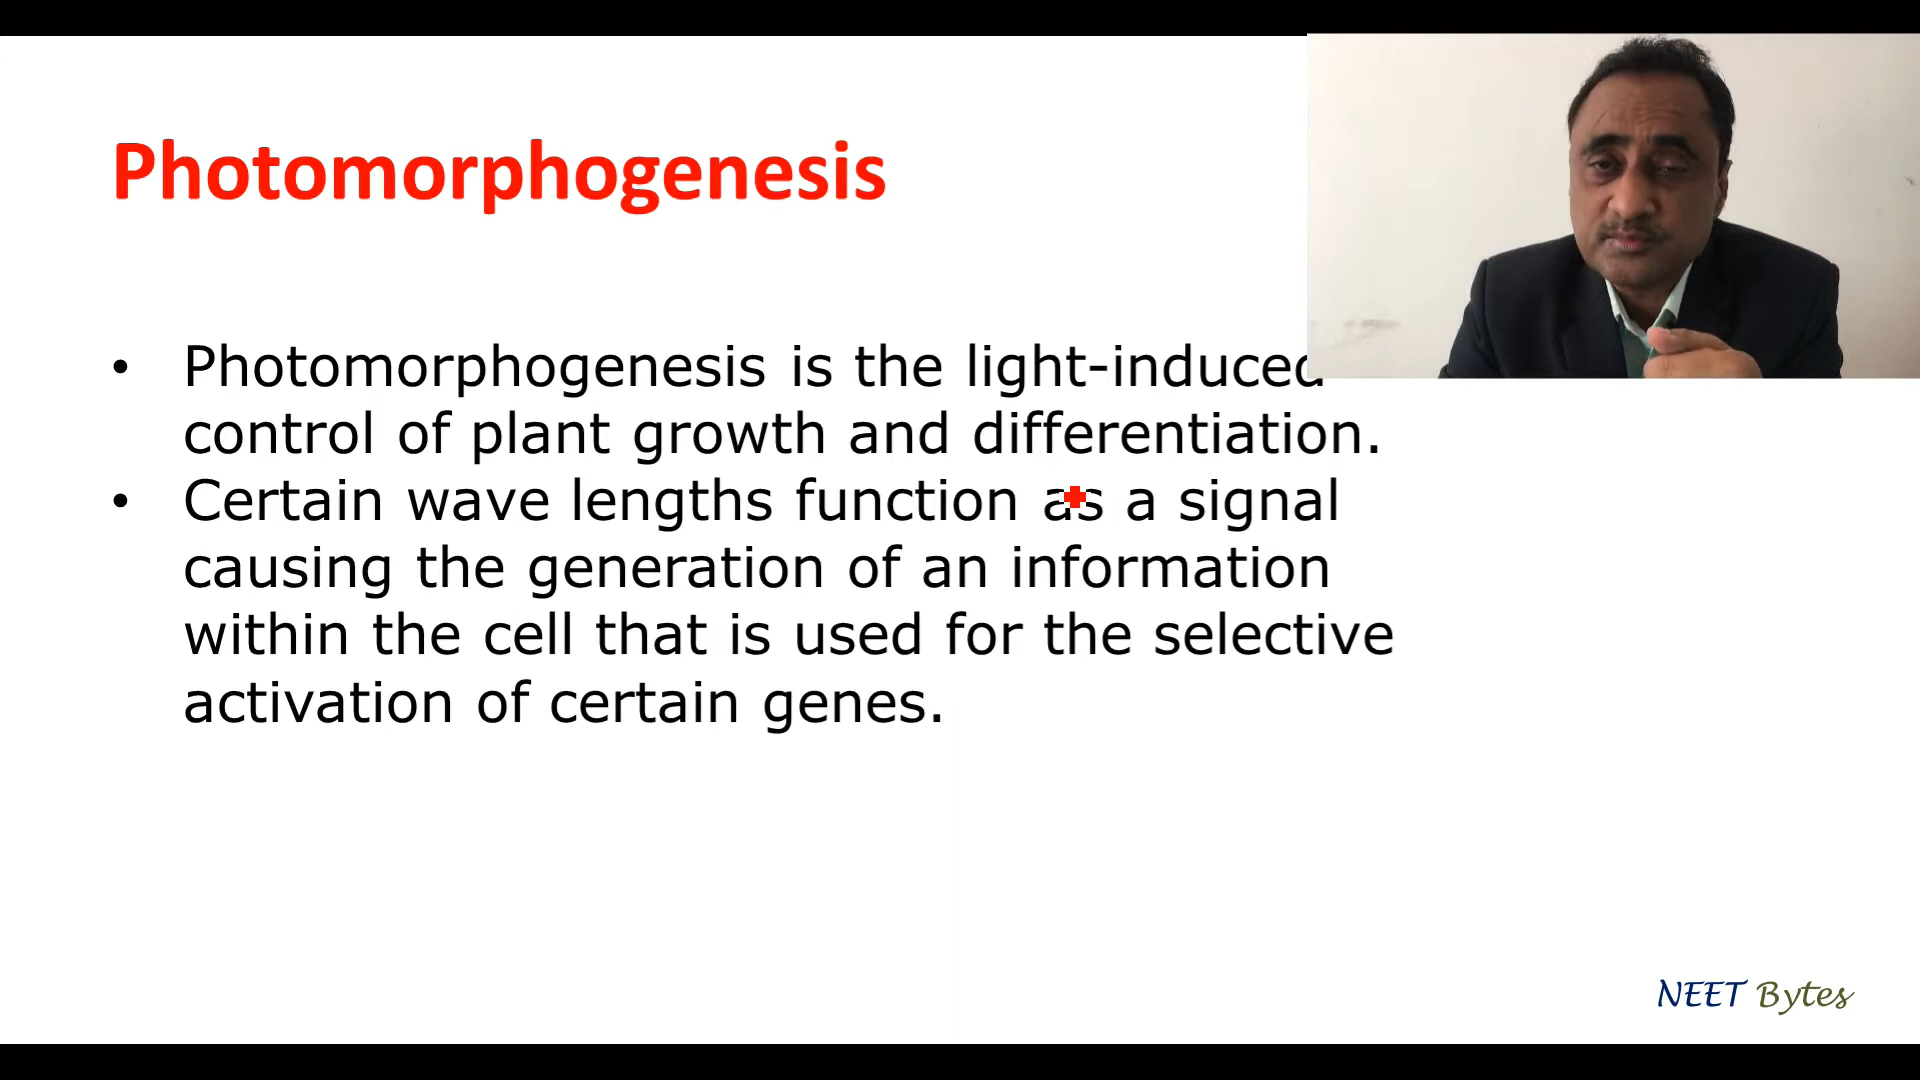 Photomorphogenesis
• Photomorphogenesis is the light-induced
control of plant growth and differentiation.
• Certain wave lengths function as a signal
causing the generation of an information
within the cell that is used for the selective
activation of certain genes.
NEET Bytes